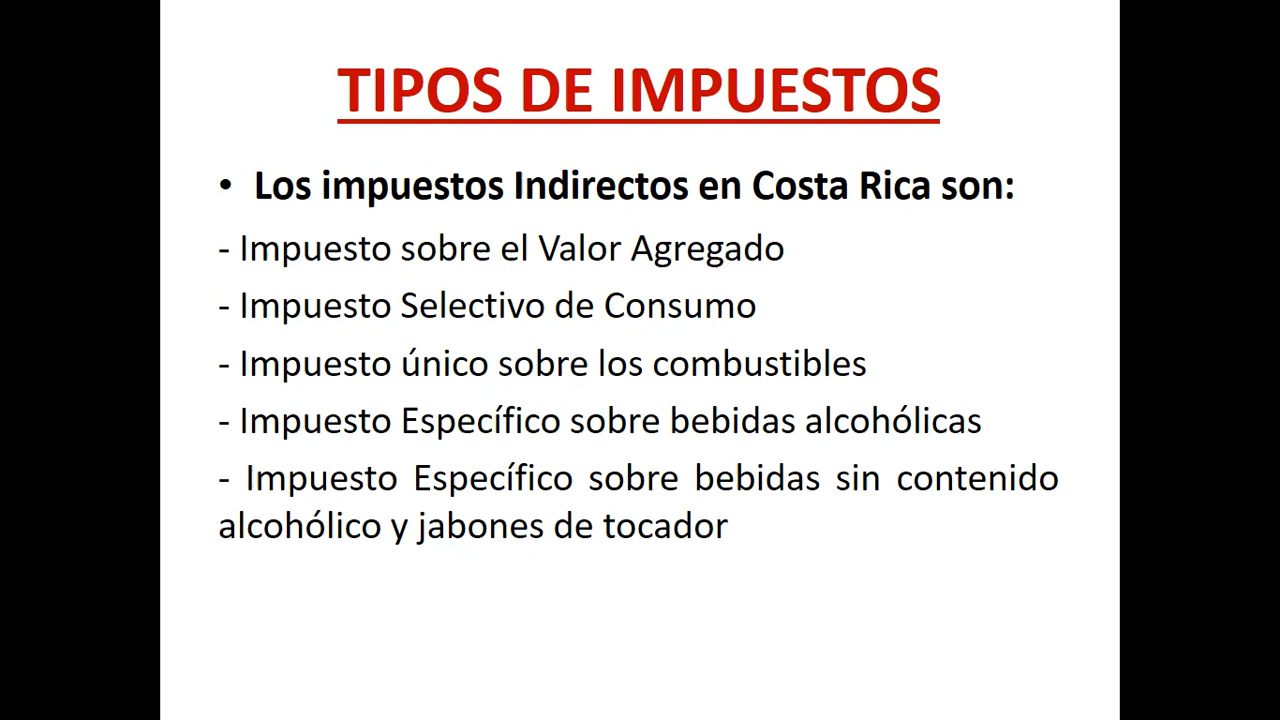 TIPOS DE IMPUESTOS
• Los impuestos Indirectos en Costa Rica son:
- Impuesto sobre el Valor Agregado
- Impuesto Selectivo de Consumo
- Impuesto único sobre los combustibles
- Impuesto Específico sobre bebidas alcohólicas
- Impuesto Específico sobre bebidas sin contenido
alcohólico y jabones de tocador